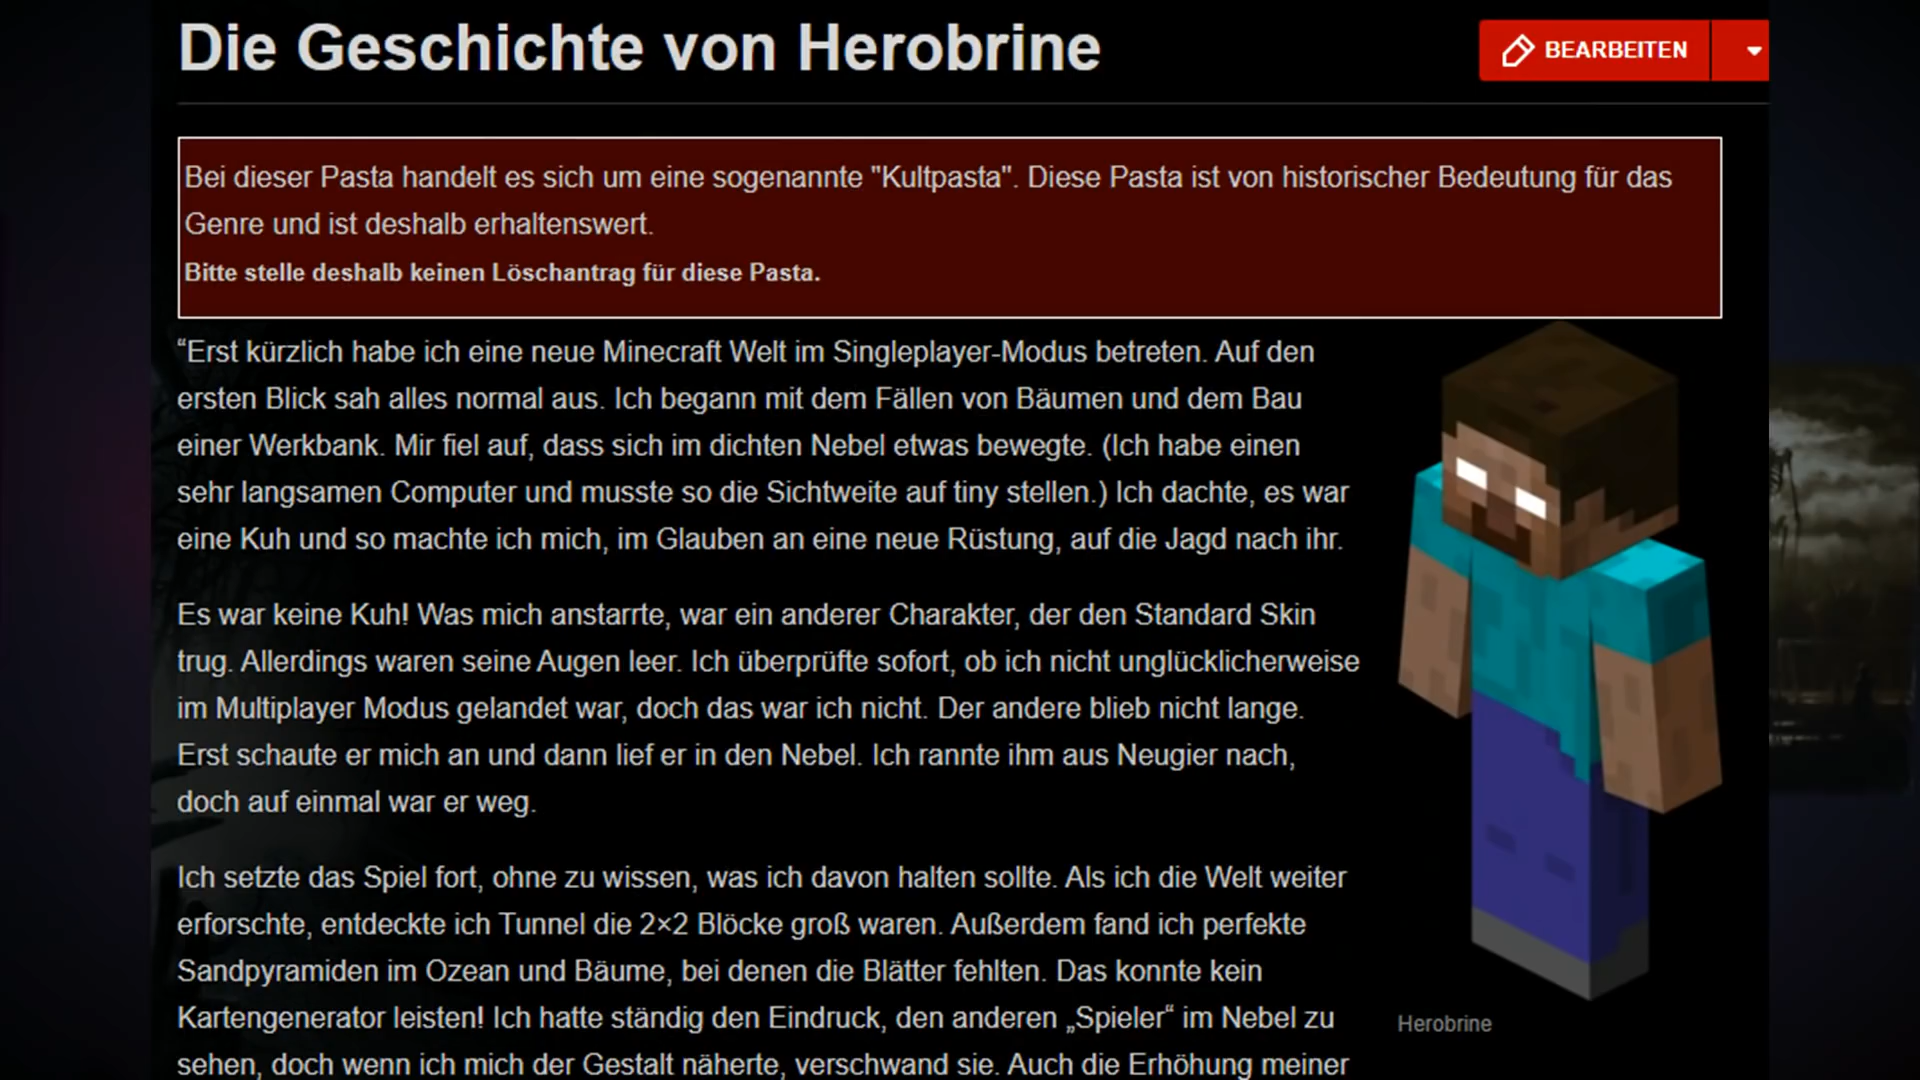 Die Geschichte von Herobrine
BEARBEITEN
Bei dieser Pasta handelt es sich um eine sogenannte "Kultpasta". Diese Pasta ist von historischer Bedeutung für das
Genre und ist deshalb erhaltenswert.
Bitte stelle deshalb keinen Löschantrag für diese Pasta.
“Erst kürzlich habe ich eine neue Minecraft Welt im Singleplayer-Modus betreten. Auf den
ersten Blick sah alles normal aus. Ich begann mit dem Fällen von Bäumen und dem Bau
einer Werkbank. Mir fiel auf, dass sich im dichten Nebel etwas bewegte. (Ich habe einen
sehr langsamen Computer und musste so die Sichtweite auf tiny stellen.) Ich dachte, es war
eine Kuh und so machte ich mich, im Glauben an eine neue Rüstung, auf die Jagd nach ihr.
Es war keine Kuh! Was mich anstarrte, war ein anderer Charakter, der den Standard Skin
trug. Allerdings waren seine Augen leer. Ich überprüfte sofort, ob ich nicht unglücklicherweise
im Multiplayer Modus gelandet war, doch das war ich nicht. Der andere blieb nicht lange.
Erst schaute er mich an und dann lief er in den Nebel. Ich rannte ihm aus Neugier nach,
doch auf einmal war er weg.
Ich setzte das Spiel fort, ohne zu wissen, was ich davon halten sollte. Als ich die Welt weiter
erforschte, entdeckte ich Tunnel die 2×2 Blöcke groß waren. Außerdem fand ich perfekte
Sandpyramiden im Ozean und Bäume, bei denen die Blätter fehlten. Das konnte kein
Kartengenerator leisten! Ich hatte ständig den Eindruck, den anderen „Spieler“ im Nebel zu
sehen, doch wenn ich mich der Gestalt näherte, verschwand sie. Auch die Erhöhung meiner
Herobrine